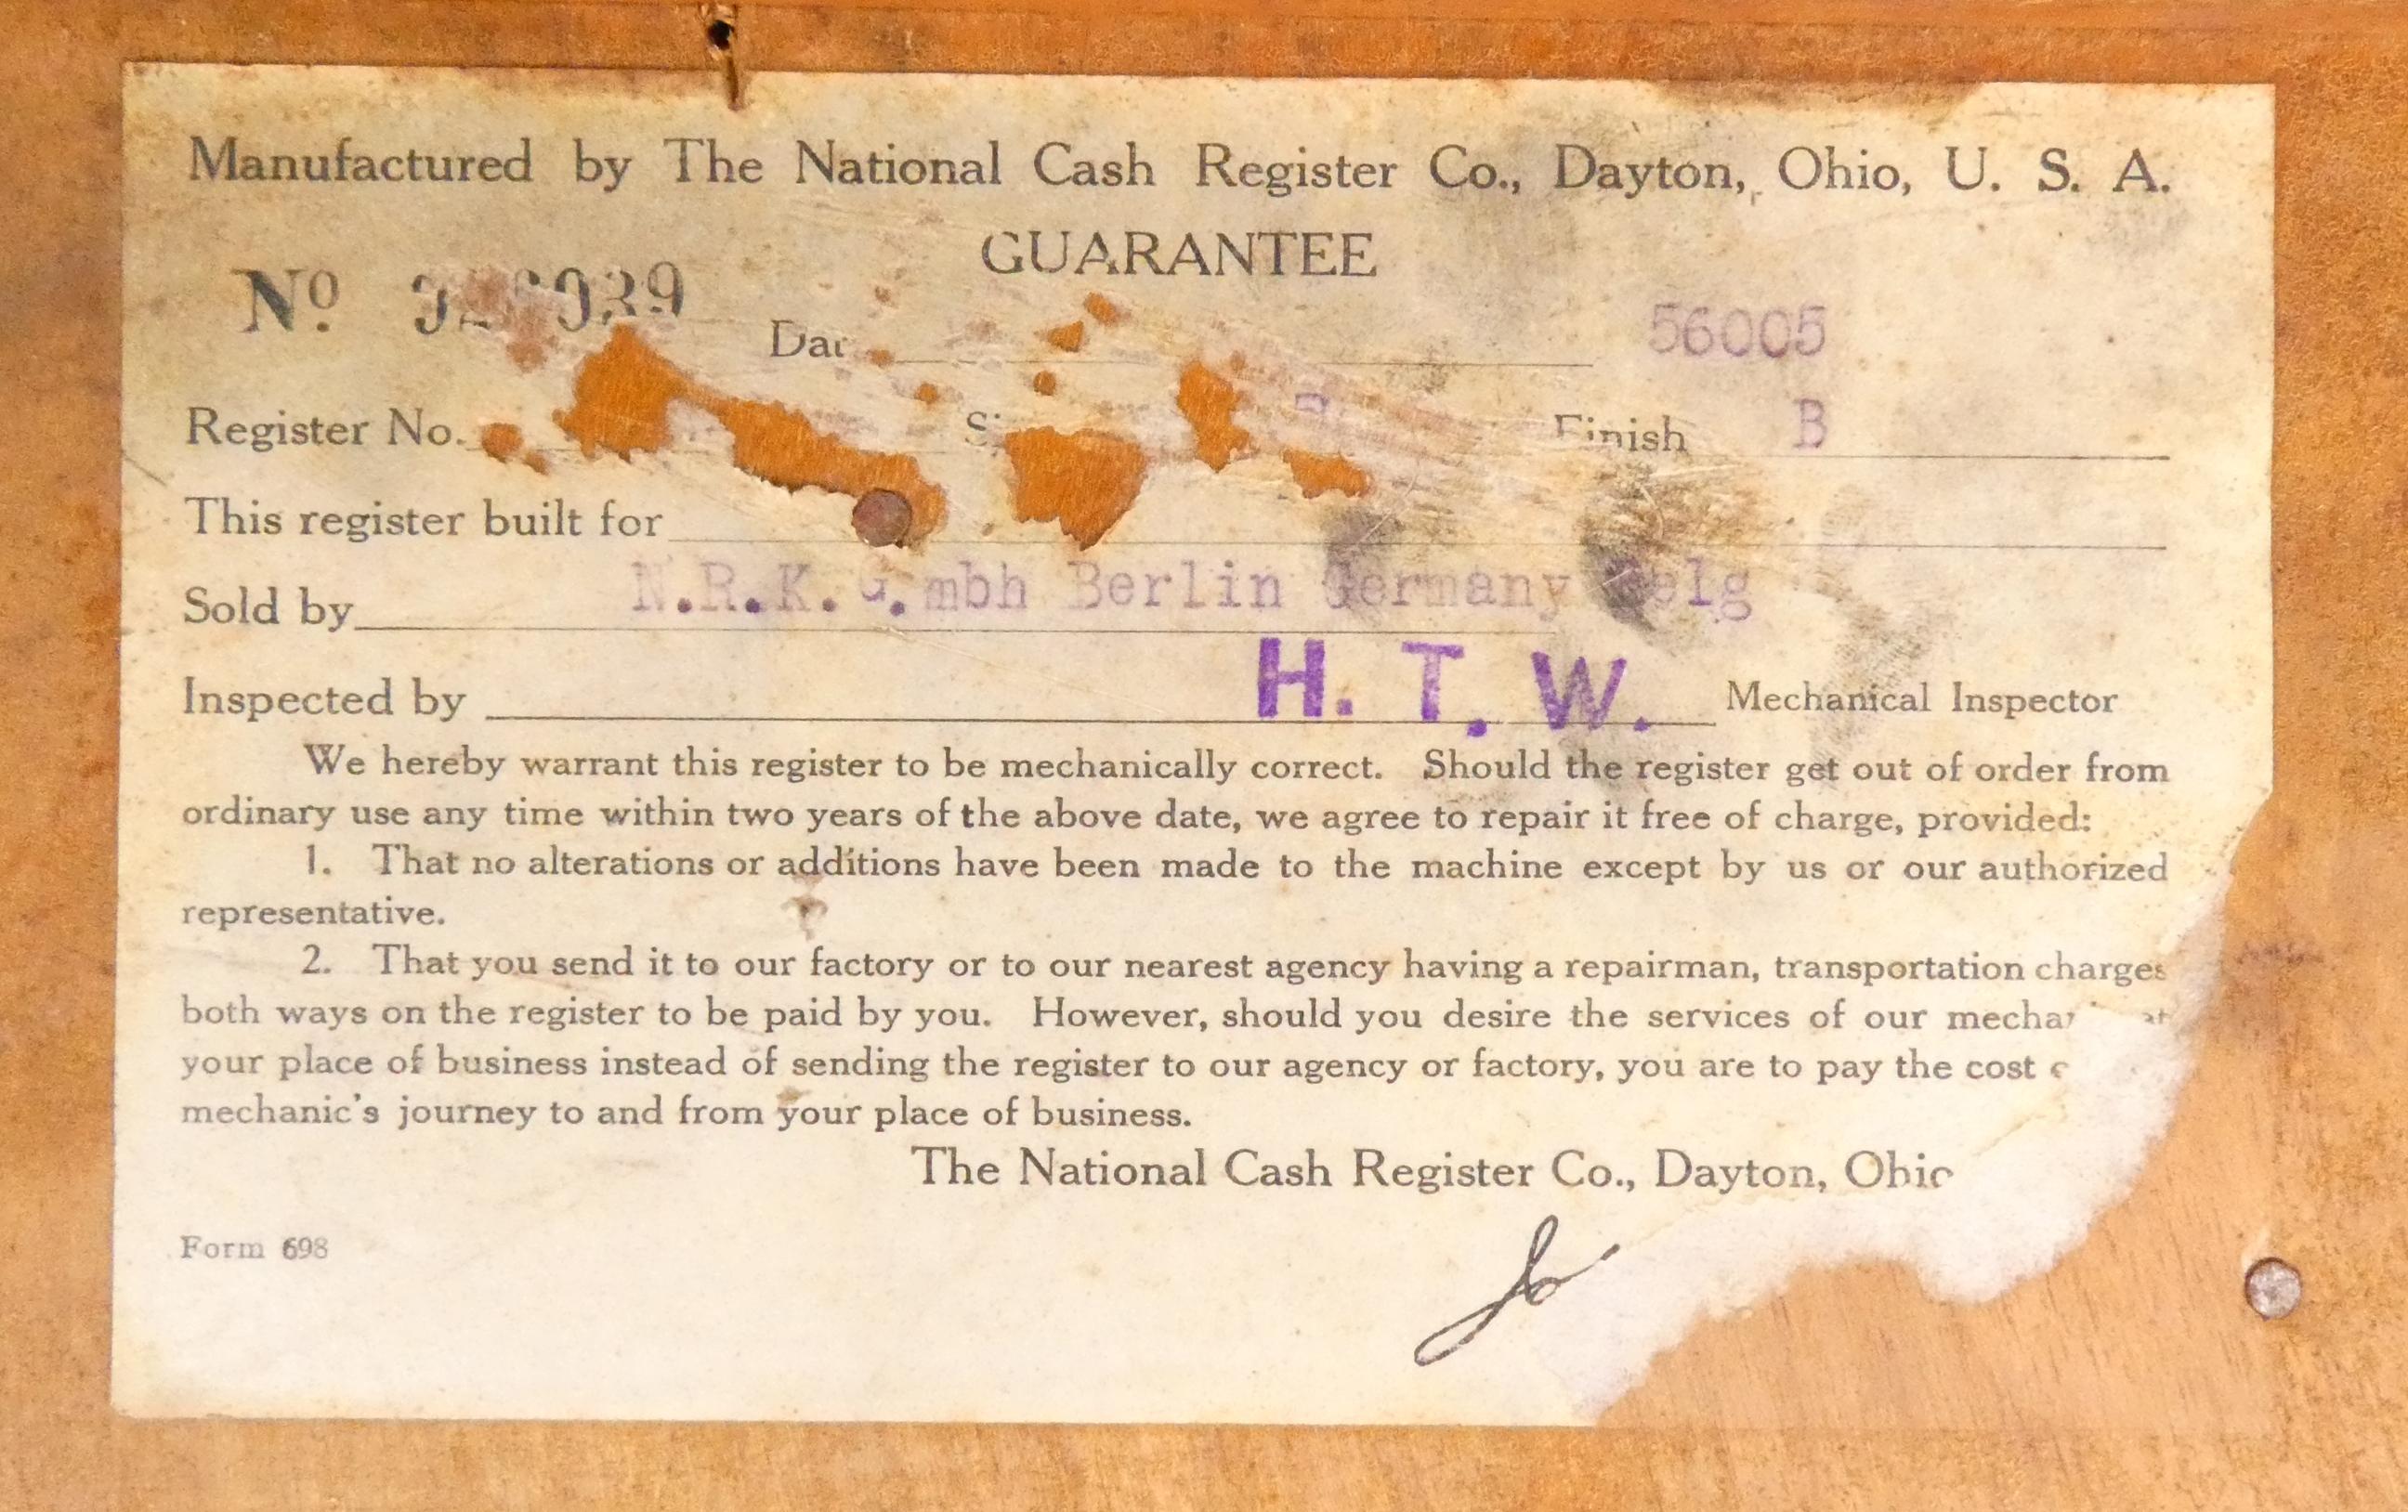 Manufactured by The National Cash Register Co., Dayton, Ohio, U. S. A.
GUARANTEE
Nº
56005
Register No. Finish B
This register built for
Sold by N.R.K. G.mbh Berlin Germany
Inspected by H. T. W. Mechanical Inspector
We hereby warrant this register to be mechanically correct. Should the register get out of order from
ordinary use any time within two years of the above date, we agree to repair it free of charge, provided:
1. That no alterations or additions have been made to the machine except by us or our authorized
representative.
2. That you send it to our factory or to our nearest agency having a repairman, transportation charges
both ways on the register to be paid by you. However, should you desire the services of our
your place of business instead of sending the register to our agency or factory, you are to pay the cost
mechanic's journey to and from your place of business.
The National Cash Register Co., Dayton, Ohio
Form 698